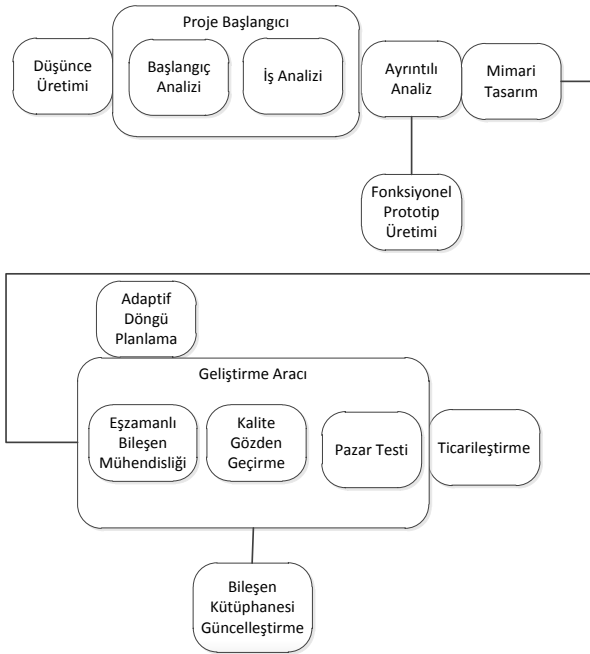 Proje Başlangıcı
Düşünce
Üretimi
Başlangıç
Analizi
İş Analizi
Ayrıntılı
Analiz
Mimari
Tasarım
Fonksiyonel
Prototip
Üretimi
Adaptif
Döngü
Planlama
Geliştirme Aracı
Eşzamanlı
Bileşen
Mühendisliği
Kalite
Gözden
Geçirme
Pazar Testi
Ticarileştirme
Bileşen
Kütüphanesi
Güncelleştirme